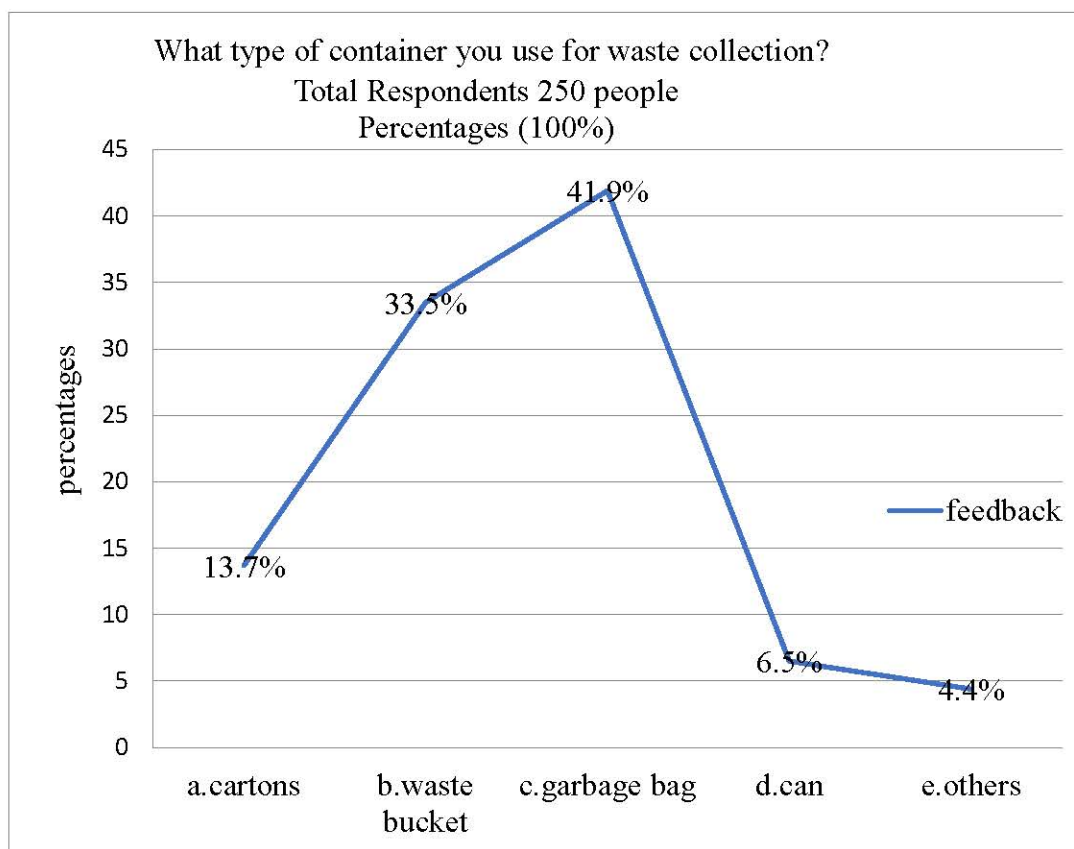 What type of container you use for waste collection?
Total Respondents 250 people
Percentages (100%)
45
40
35
30
25
20
15
10
5
0
percentages
13.7%
33.5%
41.9%
6.5%
4.4%
feedback
a.cartons
b.waste
bucket
c.garbage bag
d.can
e.others